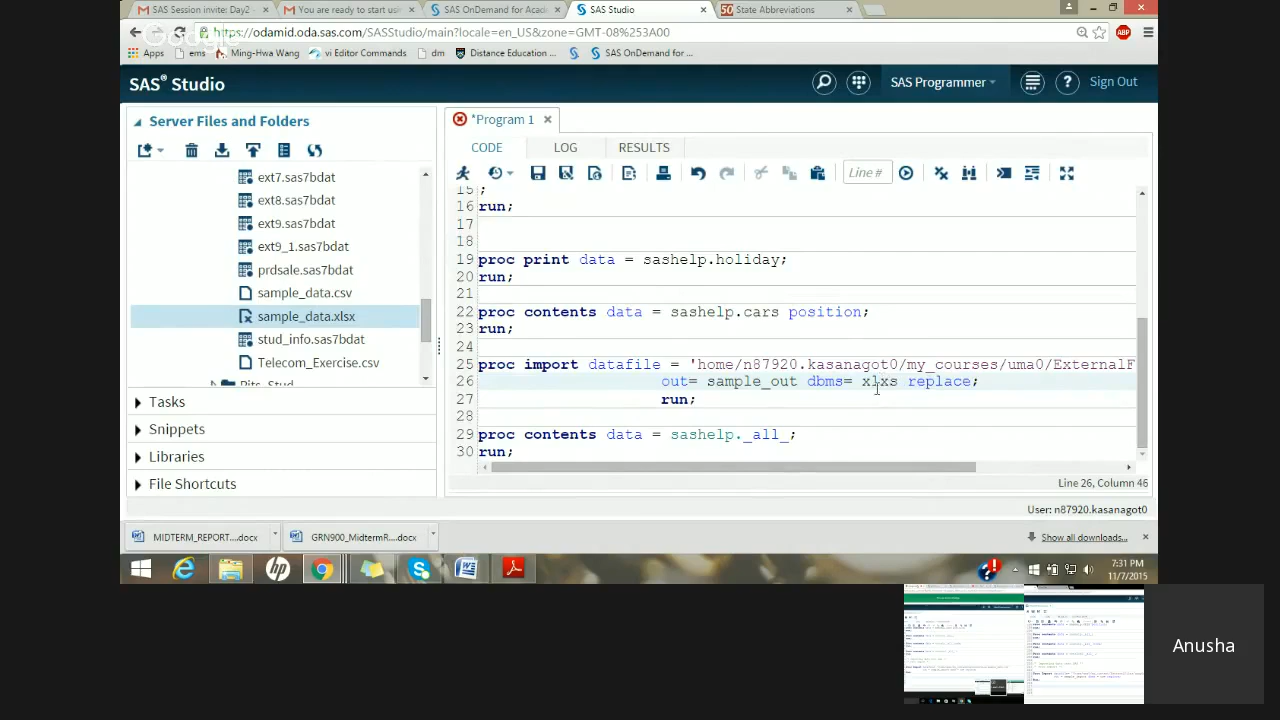 SAS Session invite: Day2 -
You are ready to start us
SAS OnDemand for Acade
SAS Studio
State Abbreviations
https://odamid.oda.sas.com/SASStudio/main?locale=en_US&zone=GMT-08%253A00
Apps
ems
Ming-Hwa Wang
vi Editor Commands
dm
Distance Education ...
SAS OnDemand for ...
SAS® Studio
SAS Programmer
Sign Out
Server Files and Folders
ext7.sas7bdat
ext8.sas7bdat
ext9.sas7bdat
ext9_1.sas7bdat
prdsale.sas7bdat
sample_data.csv
sample_data.xlsx
stud_info.sas7bdat
Telecom_Exercise.csv
Tasks
Snippets
Libraries
File Shortcuts
*Program 1
CODE LOG RESULTS
Line #
15 ;
16 run;
17
18
19 proc print data = sashelp.holiday;
20 run;
21
22 proc contents data = sashelp.cars position;
23 run;
24
25 proc import datafile = 'home/n87920.kasanagot0/my_courses/uma0/ExternalF
26 out= sample_out dbms= xlxs replace;
27 run;
28
29 proc contents data = sashelp._all_;
30 run;
Line 26, Column 46
User: n87920.kasanagot0
MIDTERM_REPORT....docx
GRN900_MidtermR....docx
Show all downloads...
7:31 PM
11/7/2015
Anusha